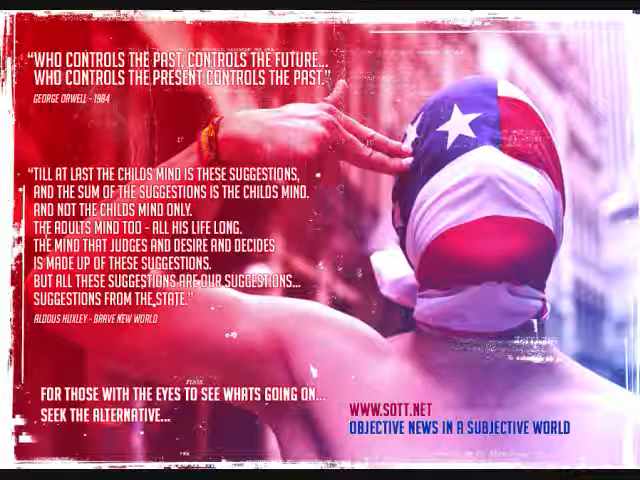 “WHO CONTROLS THE PAST, CONTROLS THE FUTURE...
WHO CONTROLS THE PRESENT CONTROLS THE PAST.”
GEORGE ORWELL - 1984
“TILL AT LAST THE CHILDS MIND IS THESE SUGGESTIONS,
AND THE SUM OF THE SUGGESTIONS IS THE CHILDS MIND.
AND NOT THE CHILDS MIND ONLY.
THE ADULTS MIND TOO - ALL HIS LIFE LONG.
THE MIND THAT JUDGES AND DESIRE AND DECIDES
IS MADE UP OF THESE SUGGESTIONS.
BUT ALL THESE SUGGESTIONS ARE OUR SUGGESTIONS...
SUGGESTIONS FROM THE STATE.”
ALDOUS HUXLEY - BRAVE NEW WORLD
FOR THOSE WITH THE EYES TO SEE WHATS GOING ON...
SEEK THE ALTERNATIVE...
WWW.SOTT.NET
OBJECTIVE NEWS IN A SUBJECTIVE WORLD